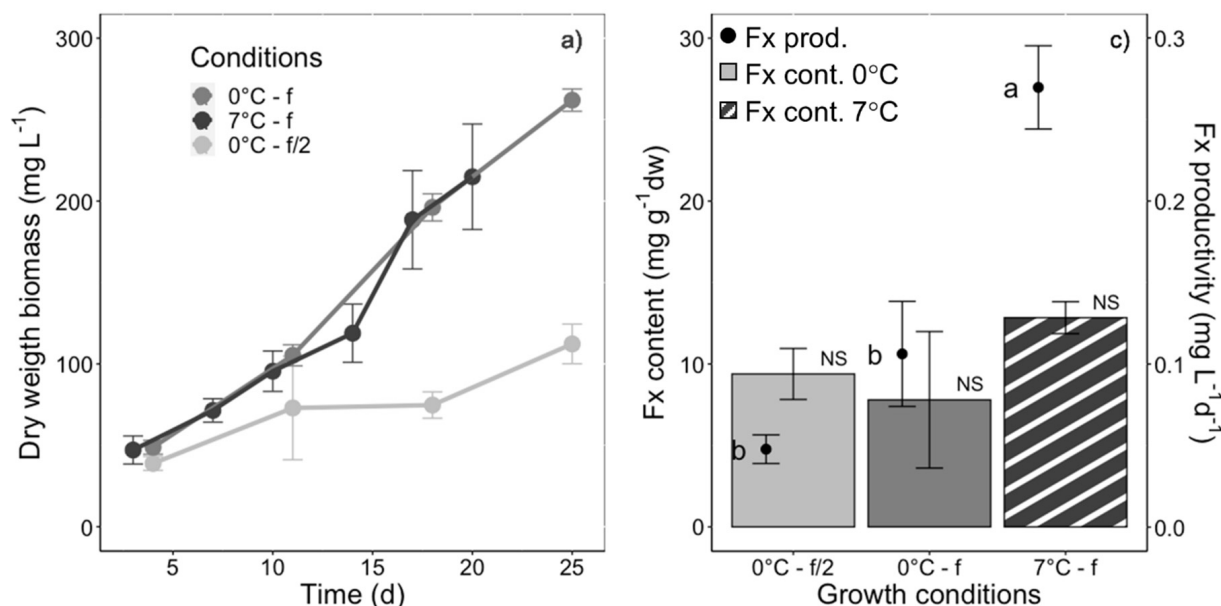 a)
Conditions
0°C - f
7°C - f
0°C - f/2
Dry weigth biomass (mg L-1)
300
200
100
0
5
10
15
20
25
Time (d)
c)
Fx prod.
Fx cont. 0°C
Fx cont. 7°C
Fx content (mg g-1dw)
30
20
10
0
b
NS
b
NS
a
NS
0.3
0.2
0.1
0.0
Fx productivity (mg L-1d-1)
0°C - f/2
0°C - f
7°C - f
Growth conditions